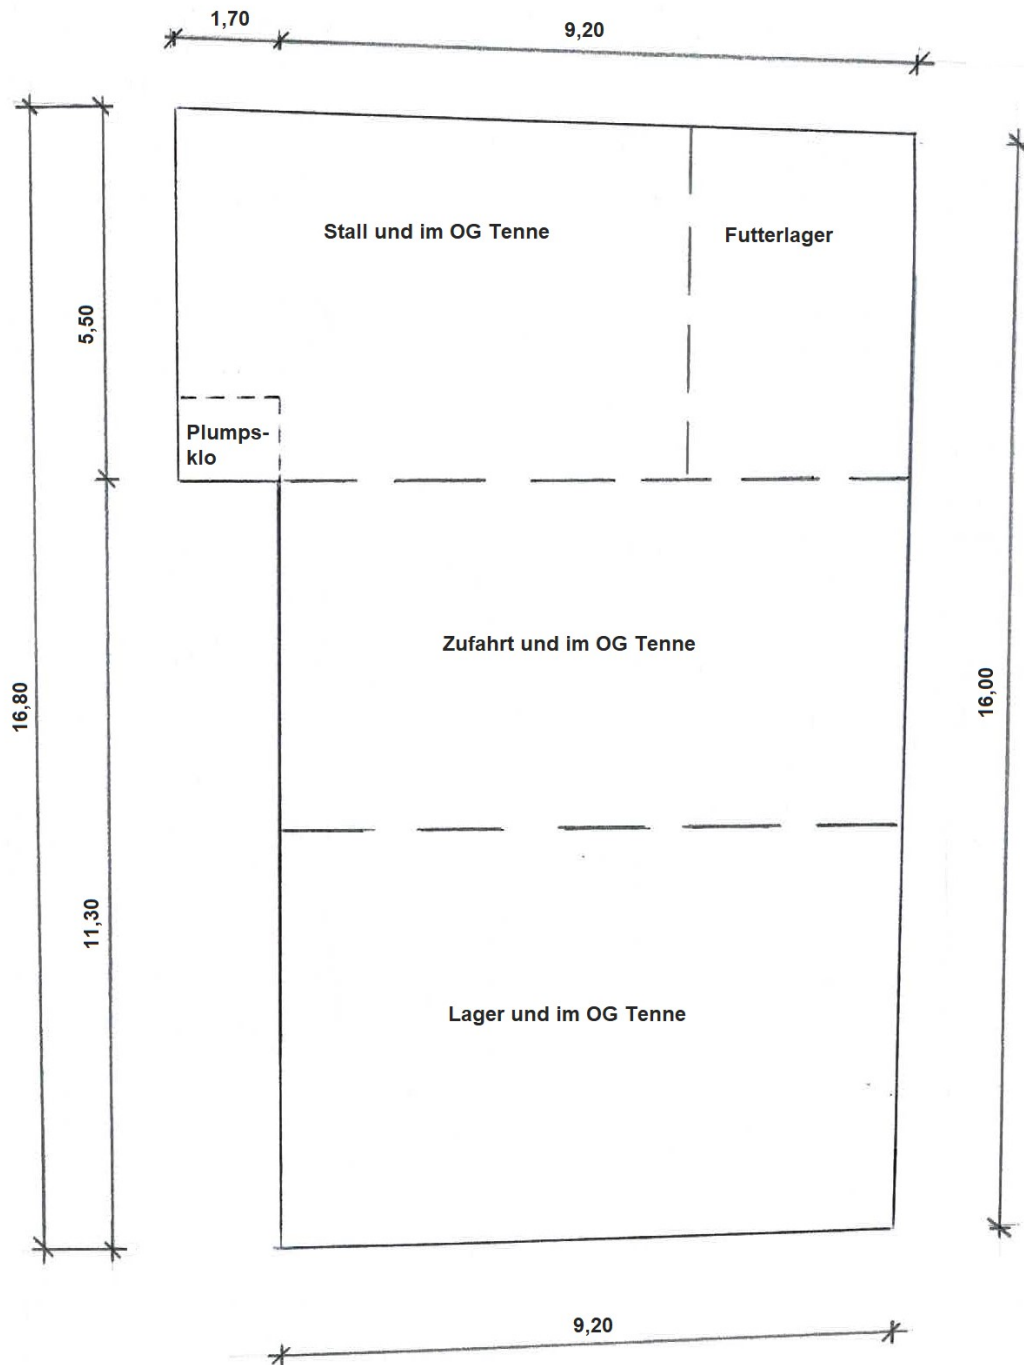 1,70
9,20
Stall und im OG Tenne
Futterlager
5,50
Plumps-
klo
Zufahrt und im OG Tenne
16,80
16,00
11,30
Lager und im OG Tenne
9,20